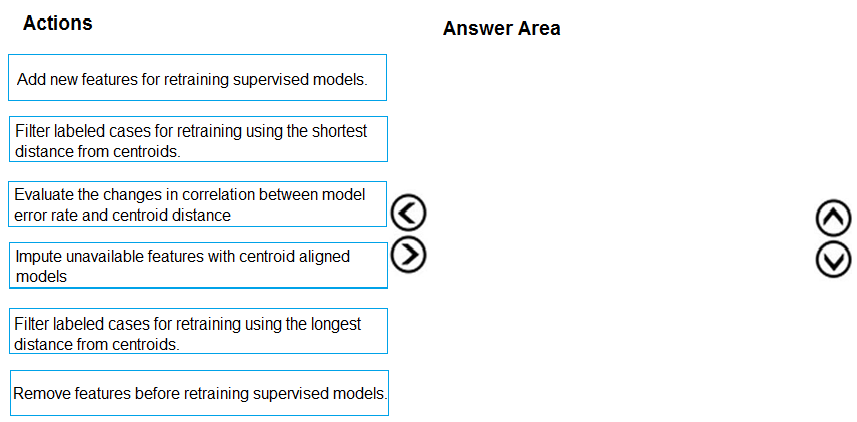 Actions
Answer Area
Add new features for retraining supervised models.
Filter labeled cases for retraining using the shortest
distance from centroids.
Evaluate the changes in correlation between model
error rate and centroid distance
Impute unavailable features with centroid aligned
models
Filter labeled cases for retraining using the longest
distance from centroids.
Remove features before retraining supervised models.